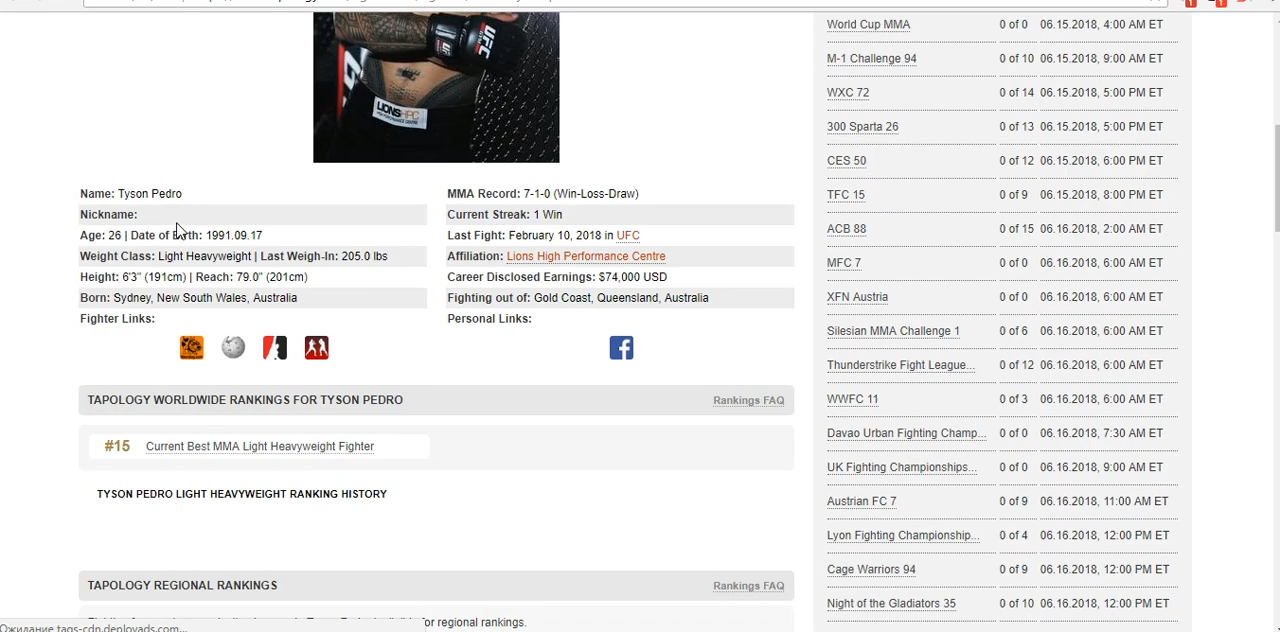 UFC
LIONS HPC
Name: Tyson Pedro
MMA Record: 7-1-0 (Win-Loss-Draw)
Nickname:
Current Streak: 1 Win
Age: 26 | Date of Birth: 1991.09.17
Last Fight: February 10, 2018 in UFC
Weight Class: Light Heavyweight | Last Weigh-In: 205.0 lbs
Affiliation: Lions High Performance Centre
Height: 6'3" (191cm) | Reach: 79.0" (201cm)
Career Disclosed Earnings: $74,000 USD
Born: Sydney, New South Wales, Australia
Fighting out of: Gold Coast, Queensland, Australia
Fighter Links:
Personal Links:
TAPOLOGY WORLDWIDE RANKINGS FOR TYSON PEDRO
Rankings FAQ
#15 Current Best MMA Light Heavyweight Fighter
TYSON PEDRO LIGHT HEAVYWEIGHT RANKING HISTORY
TAPOLOGY REGIONAL RANKINGS
Rankings FAQ
for regional rankings.
Ожидание tags-cdn.deployads.com...
World Cup MMA 0 of 0 06.15.2018, 4:00 AM ET
M-1 Challenge 94 0 of 10 06.15.2018, 9:00 AM ET
WXC 72 0 of 14 06.15.2018, 5:00 PM ET
300 Sparta 26 0 of 13 06.15.2018, 5:00 PM ET
CES 50 0 of 12 06.15.2018, 6:00 PM ET
TFC 15 0 of 9 06.15.2018, 8:00 PM ET
ACB 88 0 of 15 06.16.2018, 2:00 AM ET
MFC 7 0 of 0 06.16.2018, 6:00 AM ET
XFN Austria 0 of 0 06.16.2018, 6:00 AM ET
Silesian MMA Challenge 1 0 of 6 06.16.2018, 6:00 AM ET
Thunderstrike Fight League... 0 of 12 06.16.2018, 6:00 AM ET
WWFC 11 0 of 3 06.16.2018, 6:00 AM ET
Davao Urban Fighting Champ... 0 of 0 06.16.2018, 7:30 AM ET
UK Fighting Championships... 0 of 0 06.16.2018, 9:00 AM ET
Austrian FC 7 0 of 9 06.16.2018, 11:00 AM ET
Lyon Fighting Championship... 0 of 4 06.16.2018, 12:00 PM ET
Cage Warriors 94 0 of 9 06.16.2018, 12:00 PM ET
Night of the Gladiators 35 0 of 10 06.16.2018, 12:00 PM ET